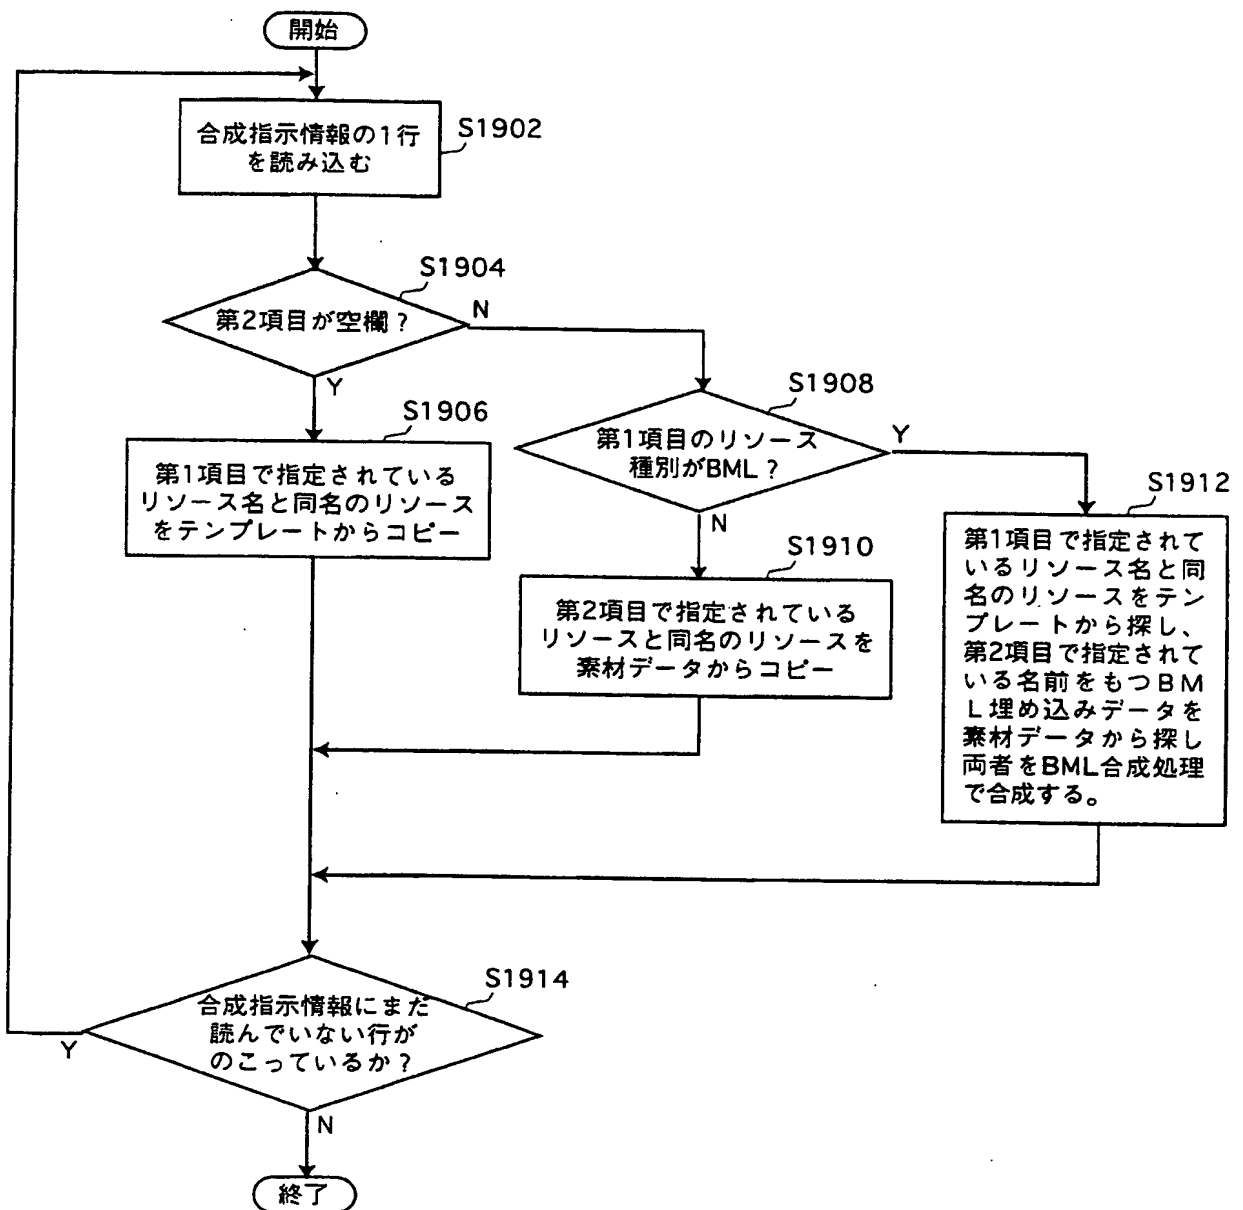 開始
合成指示情報の1行
を読み込む
S1902
S1904
第2項目が空欄？
N
Y
S1906
第1項目で指定されている
リソース名と同名のリソース
をテンプレートからコピー
S1908
第1項目のリソース
種別がBML？
Y
N
S1910
第2項目で指定されている
リソースと同名のリソースを
素材データからコピー
S1912
第1項目で指定されて
いるリソース名と同
名のリソースをテン
プレートから探し、
第2項目で指定されて
いる名前をもつBM
L埋め込みデータを
素材データから探し
両者をBML合成処理
で合成する。
S1914
合成指示情報にまだ
読んでいない行が
のこっているか？
Y
N
終了